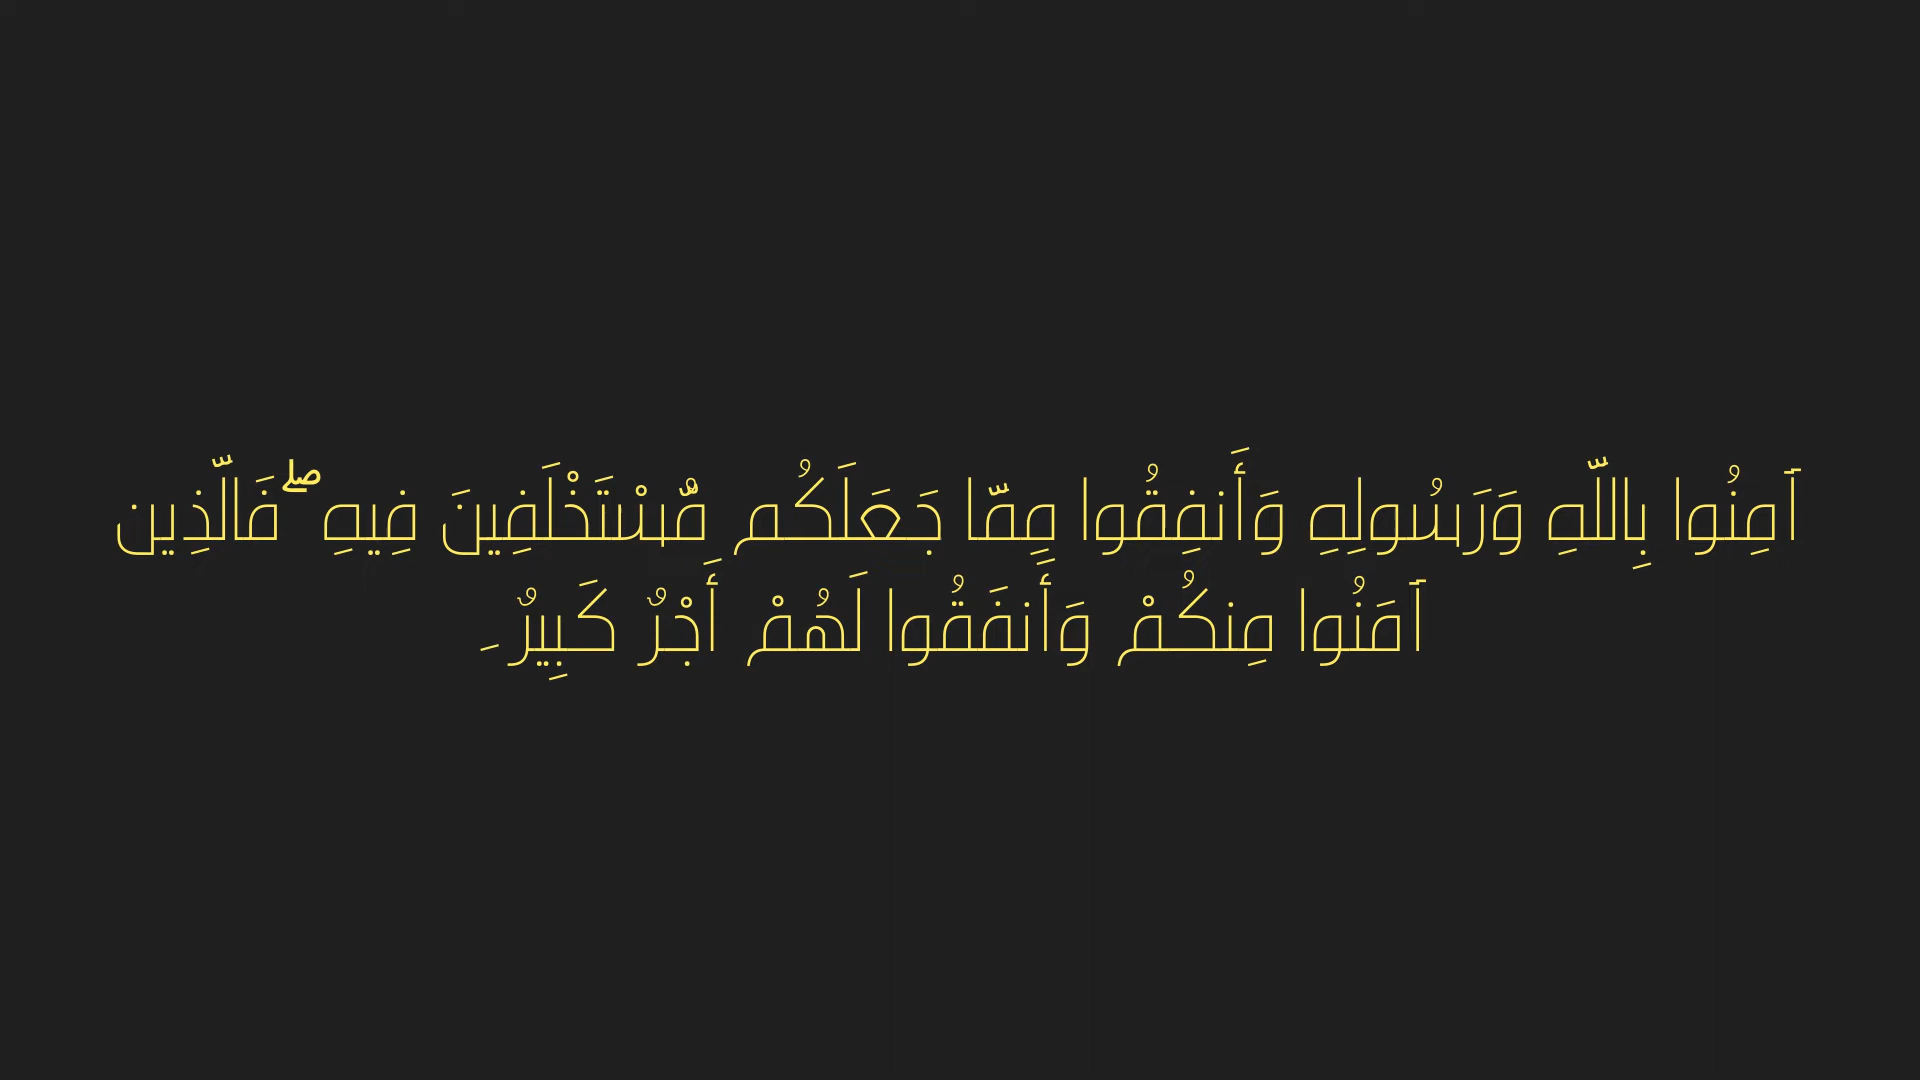 آمِنُوا بِاللَّهِ وَرَسُولِهِ وَأَنفِقُوا مِمَّا جَعَلَكُم مُّسْتَخْلَفِينَ فِيهِ ۖ فَالَّذِين
آمَنُوا مِنكُمْ وَأَنفَقُوا لَهُمْ أَجْرٌ كَبِيرٌ ِ